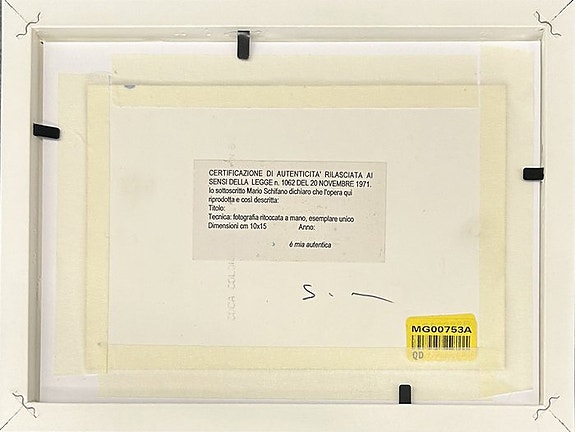 CERTIFICAZIONE DI AUTENTICITA' RILASCIATA AI
SENSI DELLA LEGGE n. 1062 DEL 20 NOVEMBRE 1971.
Io sottoscritto Mario Schifano dichiaro che l'opera qui
riprodotta e così descritta:
Titolo:
Tecnica: fotografia ritoccata a mano, esemplare unico
Dimensioni cm 10x15 Anno:
é mia autentica
MG00753A
QD